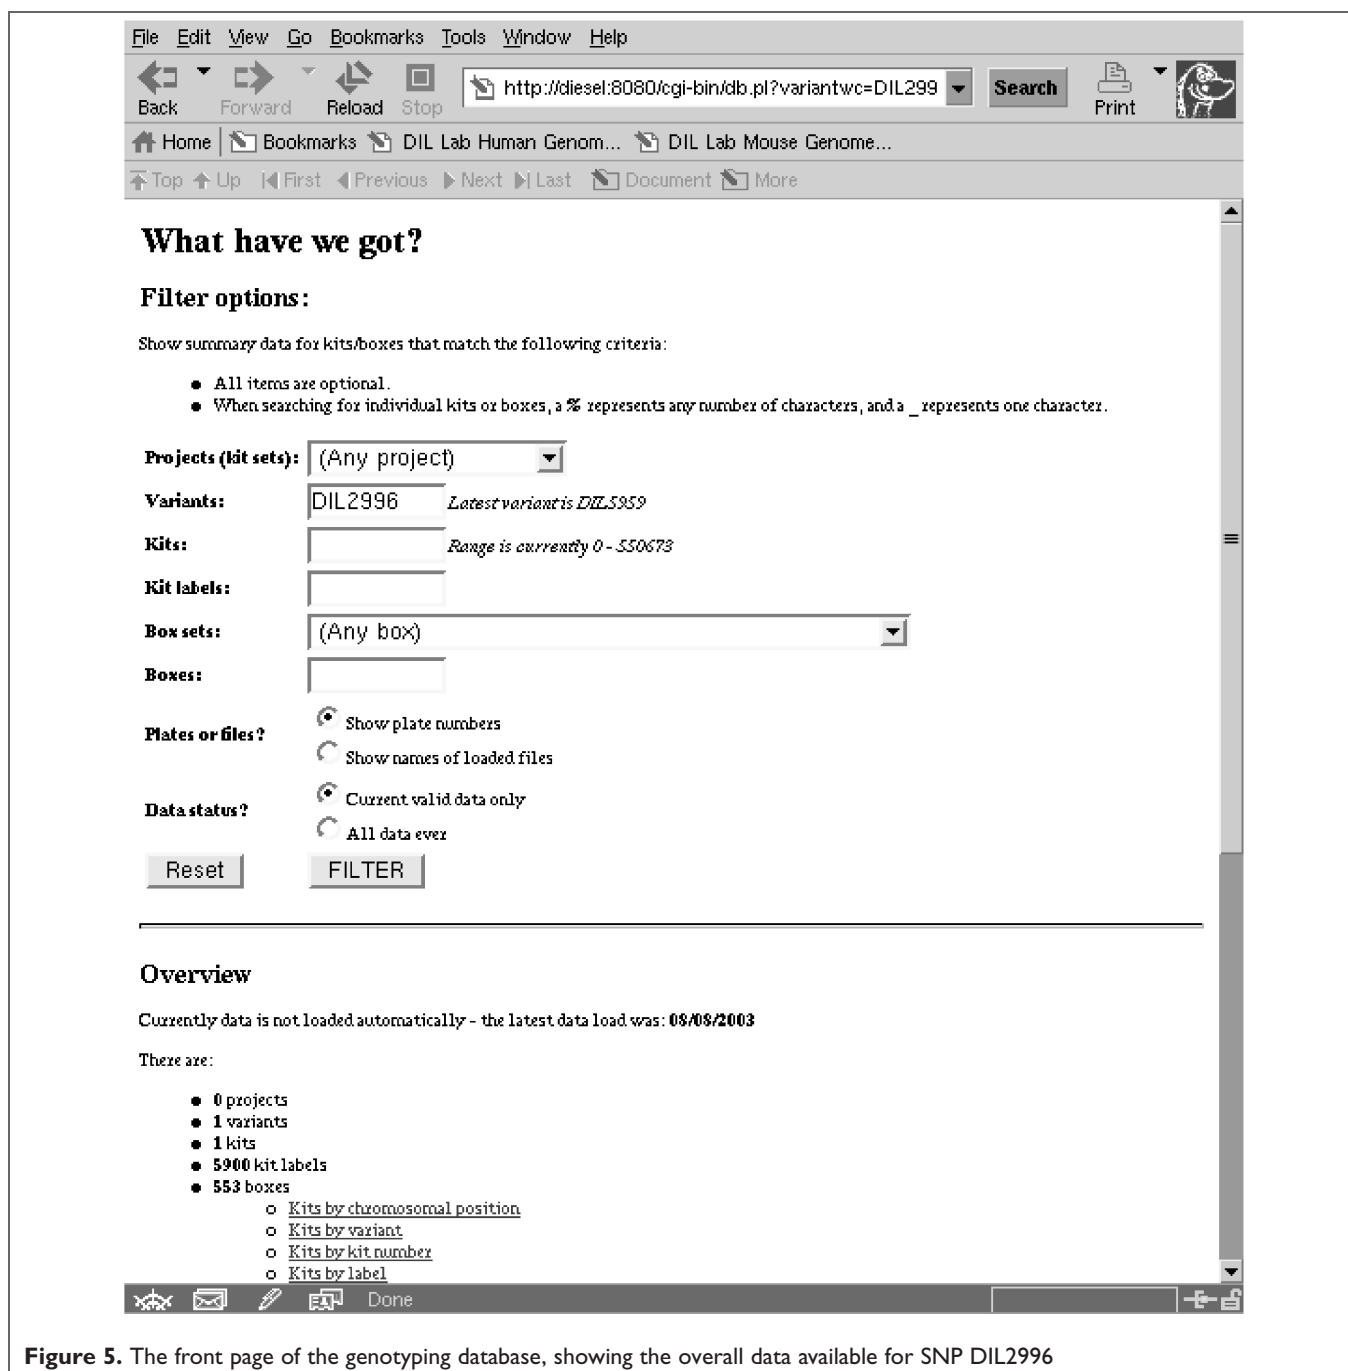 File Edit View Go Bookmarks Tools Window Help
http://diesel:8080/cgi-bin/db.pl?variantwc=DIL299 Search
Back Forward Reload Stop Print
Home Bookmarks DIL Lab Human Genom... DIL Lab Mouse Genome...
Top Up First Previous Next Last Document More
What have we got?
Filter options:
Show summary data for kits/boxes that match the following criteria:
● All items are optional.
● When searching for individual kits or boxes, a % represents any number of characters, and a _ represents one character.
Projects (kit sets): (Any project)
Variants: DIL2996 Latest variant is DIL5959
Kits: Range is currently 0 - 550673
Kit labels:
Box sets: (Any box)
Boxes:
Plates or files? Show plate numbers
Show names of loaded files
Data status? Current valid data only
All data ever
Reset FILTER
Overview
Currently data is not loaded automatically - the latest data load was: 08/08/2003
There are:
● 0 projects
● 1 variants
● 1 kits
● 5900 kit labels
● 553 boxes
o Kits by chromosomal position
o Kits by variant
o Kits by kit number
o Kits by label
Done
Figure 5. The front page of the genotyping database, showing the overall data available for SNP DIL2996